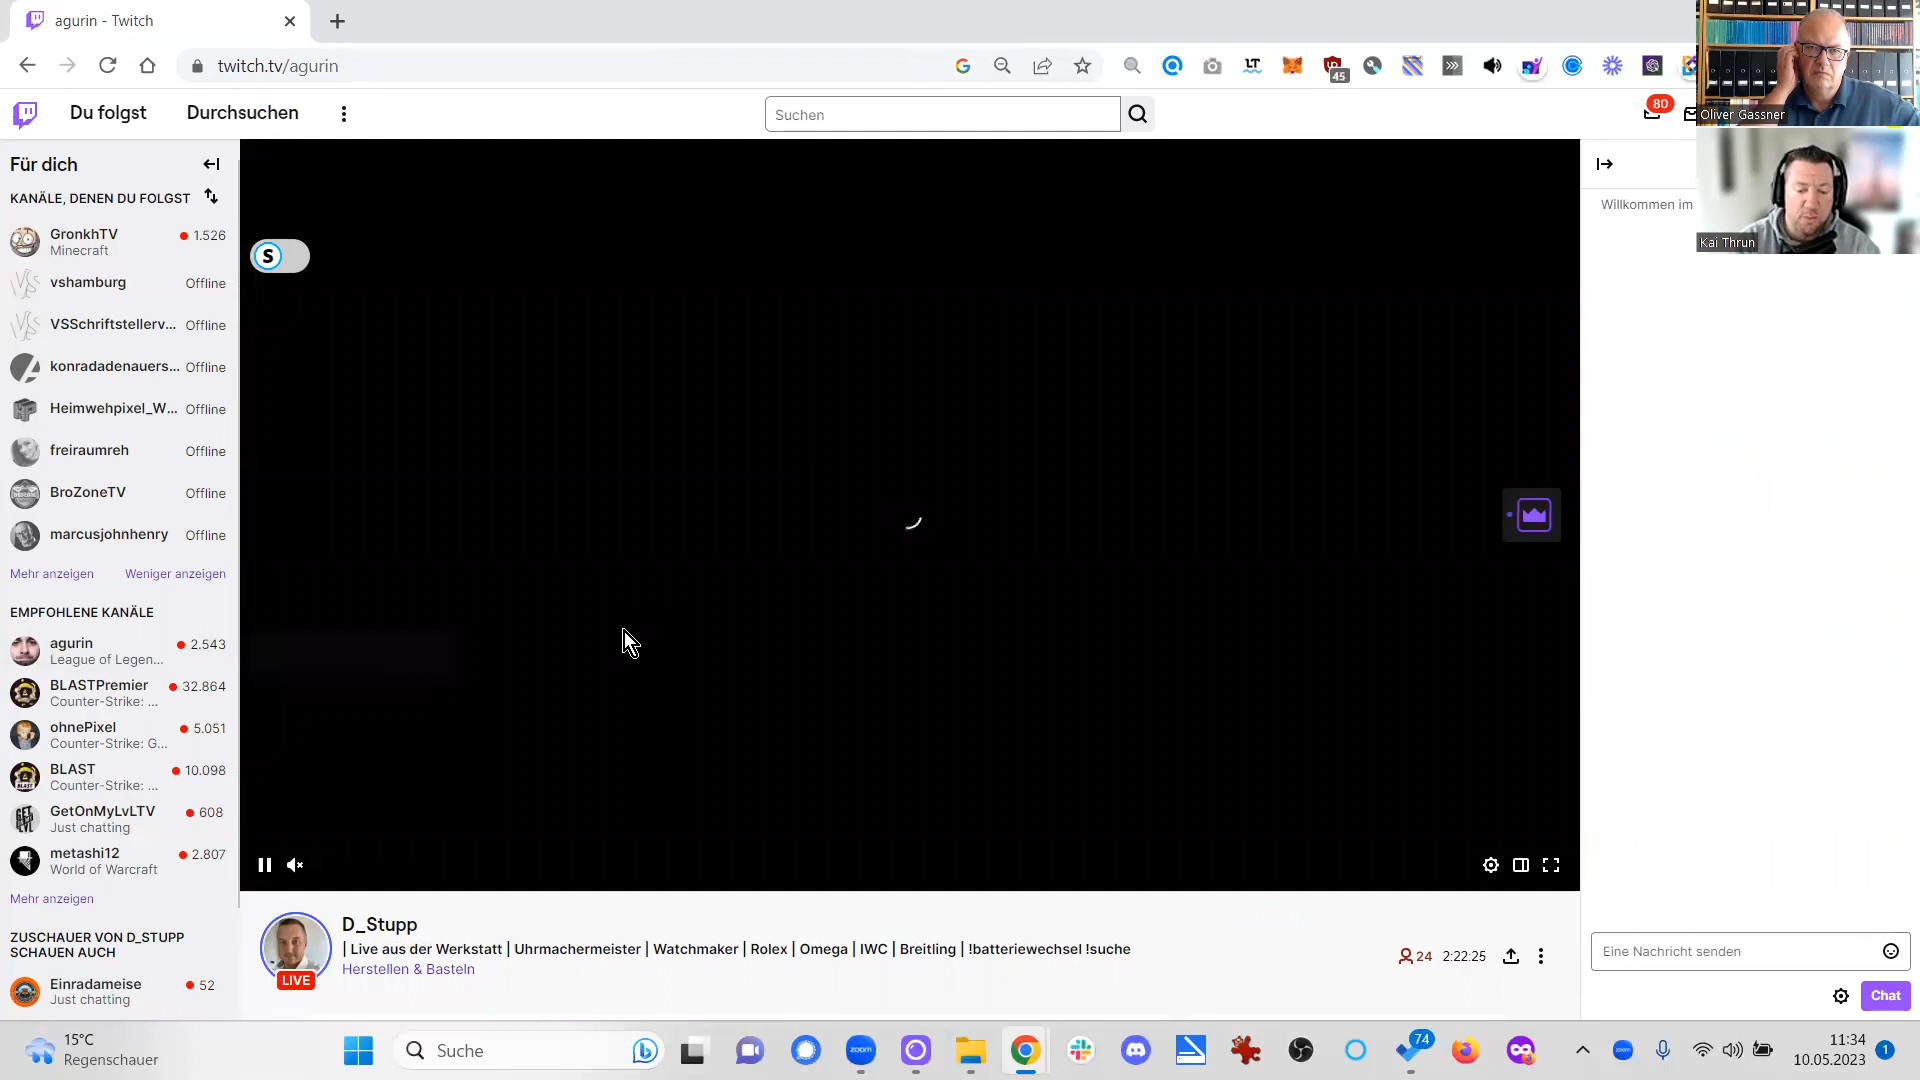 agurin - Twitch
twitch.tv/agurin
45
Du folgst
Durchsuchen
Suchen
80
Oliver Gassner
Kai Thrun
Für dich
KANÄLE, DENEN DU FOLGST
GronkhTV
1.526
Minecraft
vshamburg
Offline
VSSchriftstellerv...
Offline
konradadenauers...
Offline
Heimwehpixel_W...
Offline
freiraumreh
Offline
BroZoneTV
Offline
marcusjohnhenry
Offline
Mehr anzeigen
Weniger anzeigen
EMPFOHLENE KANÄLE
agurin
2.543
League of Legen...
BLASTPremier
32.864
Counter-Strike: ...
ohnePixel
5.051
Counter-Strike: G...
BLAST
10.098
Counter-Strike: ...
GetOnMyLvLTV
608
Just chatting
metashi12
2.807
World of Warcraft
Mehr anzeigen
ZUSCHAUER VON D_STUPP
SCHAUEN AUCH
Einradameise
52
Just chatting
S
D_Stupp
| Live aus der Werkstatt | Uhrmachermeister | Watchmaker | Rolex | Omega | IWC | Breitling | !batteriewechsel !suche
Herstellen & Basteln
LIVE
24
2:22:25
Willkommen im
Eine Nachricht senden
Chat
15°C
Regenschauer
Suche
zoom
74
zoom
11:34
10.05.2023
1